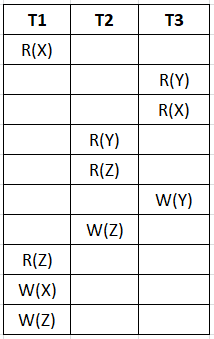 T1 T2 T3
R(X)
R(Y)
R(X)
R(Y)
R(Z)
W(Y)
W(Z)
R(Z)
W(X)
W(Z)